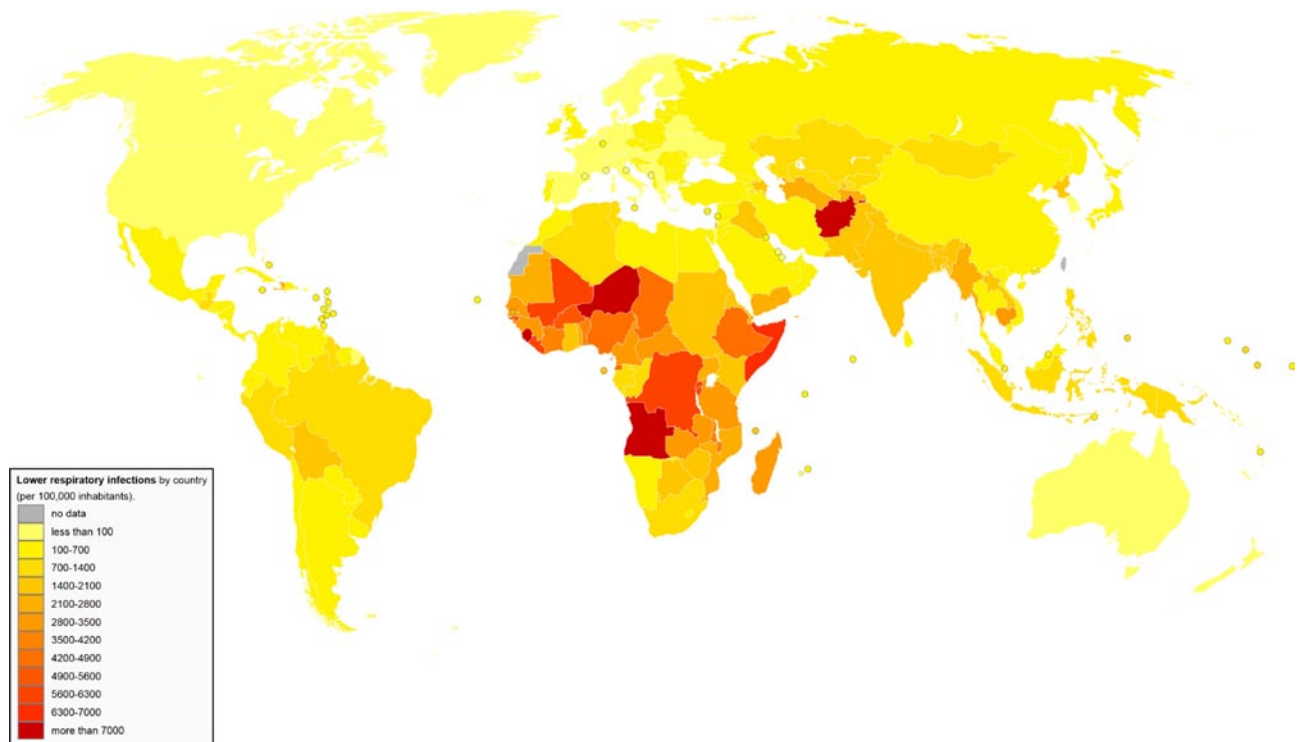 Lower respiratory infections by country
(per 100,000 inhabitants).
no data
less than 100
100-700
700-1400
1400-2100
2100-2800
2800-3500
3500-4200
4200-4900
4900-5600
5600-6300
6300-7000
more than 7000